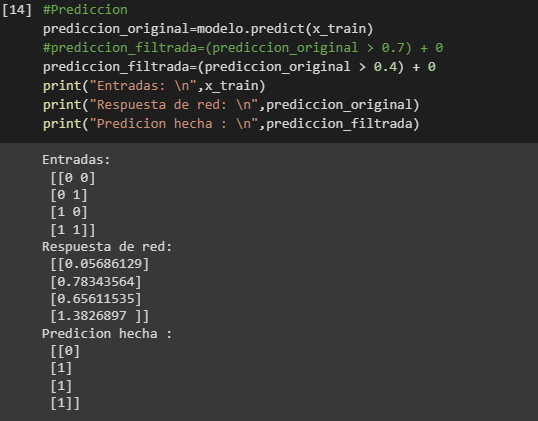 [14] #Prediccion
prediccion_original=modelo.predict(x_train)
#prediccion_filtrada=(prediccion_original > 0.7) + 0
prediccion_filtrada=(prediccion_original > 0.4) + 0
print("Entradas: \n",x_train)
print("Respuesta de red: \n",prediccion_original)
print("Predicion hecha : \n",prediccion_filtrada)
Entradas:
[[0 0]
[0 1]
[1 0]
[1 1]]
Respuesta de red:
[[0.05686129]
[0.78343564]
[0.65611535]
[1.3826897 ]]
Predicion hecha :
[[0]
[1]
[1]
[1]]